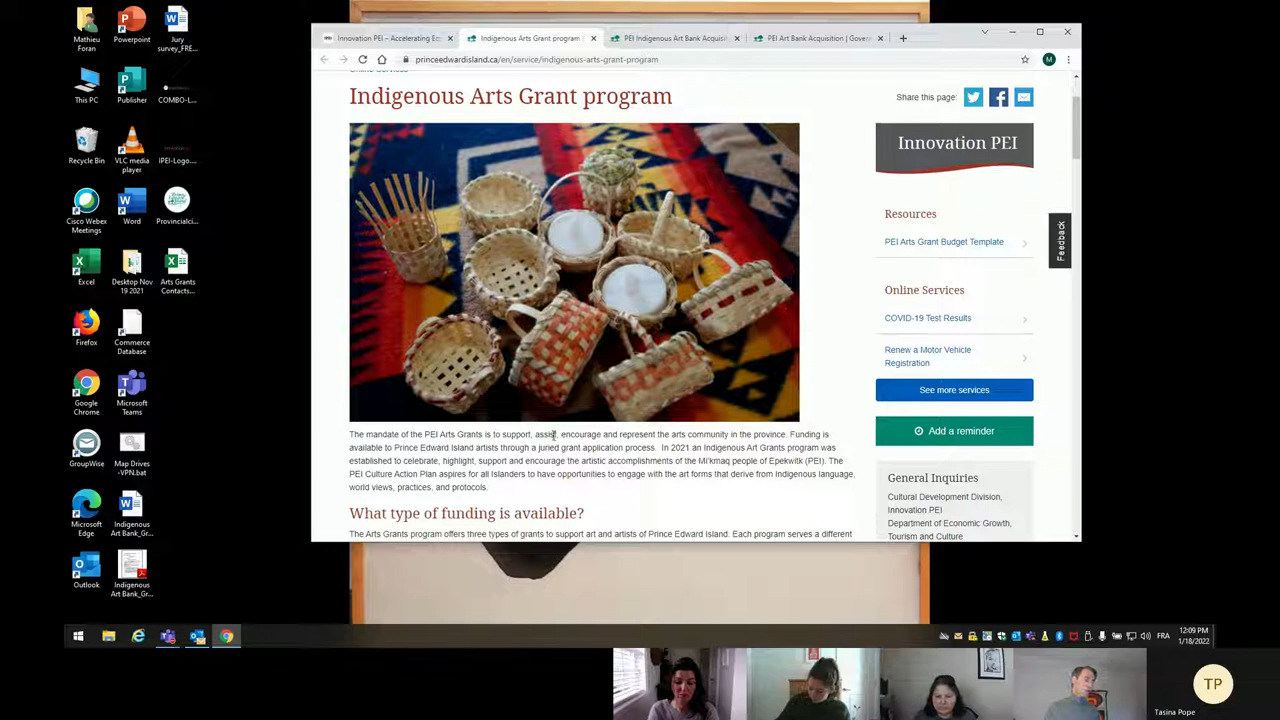 Mathieu
Foran
Powerpoint
Jury
survey_FRE...
This PC
Publisher
COMBO-L...
Recycle Bin
VLC media
player
IPEI-Logo....
Cisco Webex
Meetings
Word
Provincialci...
Excel
Desktop Nov
19 2021
Arts Grants
Contacts...
Firefox
Commerce
Database
Google
Chrome
Microsoft
Teams
GroupWise
Map Drives
-VPN.bat
Microsoft
Edge
Indigenous
Art Bank_Gr...
Outlook
Indigenous
Art Bank_Gr...
Innovation PEI – Accelerating Ec
Indigenous Arts Grant program |
PEI Indigenous Art Bank Acquisit
PEI Art Bank Acquisition | Gover
princeedwardisland.ca/en/service/indigenous-arts-grant-program
M
Online Services
Indigenous Arts Grant program
Share this page:
Innovation PEI
Resources
PEI Arts Grant Budget Template
Feedback
Online Services
COVID-19 Test Results
Renew a Motor Vehicle
Registration
See more services
Add a reminder
General Inquiries
Cultural Development Division,
Innovation PEI
Department of Economic Growth,
Tourism and Culture
The mandate of the PEI Arts Grants is to support, assist, encourage and represent the arts community in the province. Funding is
available to Prince Edward Island artists through a juried grant application process. In 2021 an Indigenous Art Grants program was
established to celebrate, highlight, support and encourage the artistic accomplishments of the Mi'kmaq people of Epekwitk (PEI). The
PEI Culture Action Plan aspires for all Islanders to have opportunities to engage with the art forms that derive from Indigenous language,
world views, practices, and protocols.
What type of funding is available?
The Arts Grants program offers three types of grants to support art and artists of Prince Edward Island. Each program serves a different
FRA
12:09 PM
1/18/2022
TP
Tasina Pope